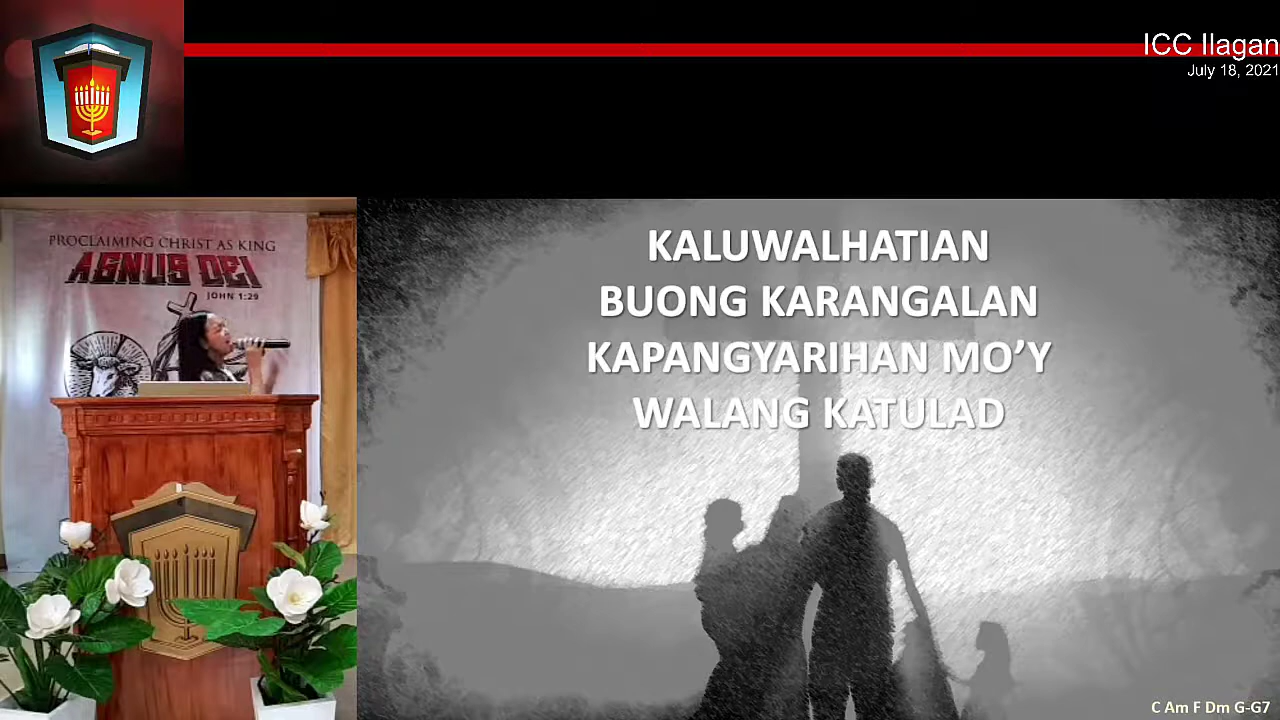 ICC Ilagan
July 18, 2021
PROCLAIMING CHRIST AS KING
AGNUS DEI
JOHN 1:29
KALUWALHATIAN
BUONG KARANGALAN
KAPANGYARIHAN MO’Y
WALANG KATULAD
C Am F Dm G-G7